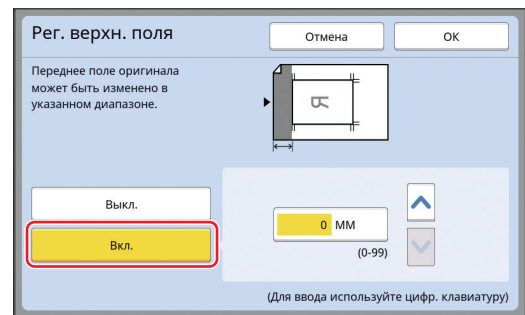 Рег. верхн. поля
Отмена
ОК
Переднее поле оригинала
может быть изменено в
указанном диапазоне.
Я
Выкл.
Вкл.
0 ММ
(0-99)
(Для ввода используйте цифр. клавиатуру)